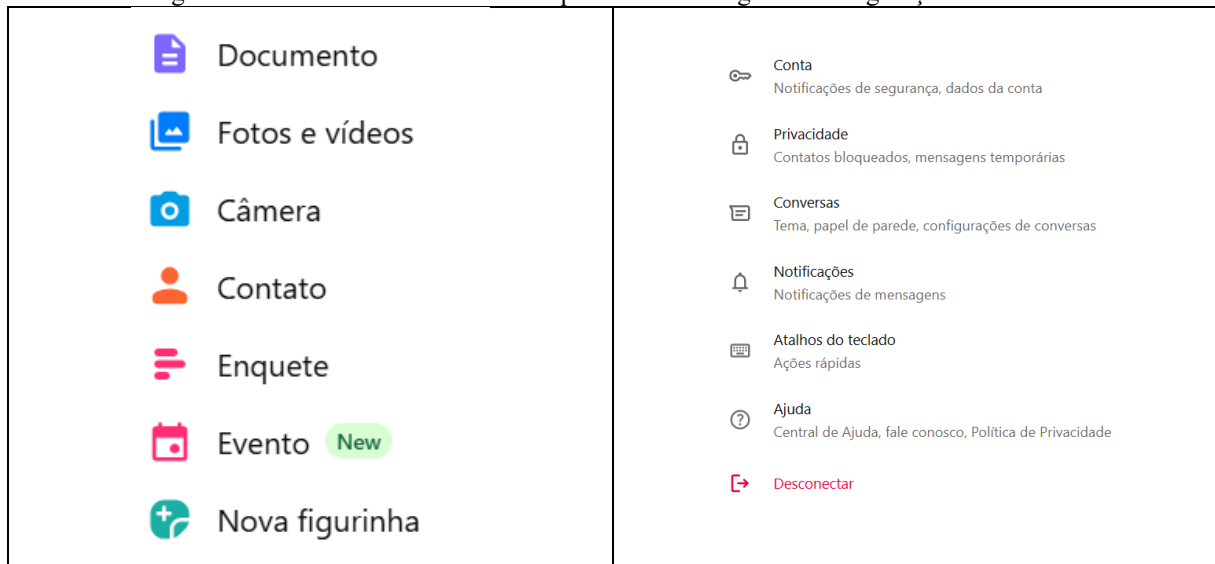 Documento
Fotos e vídeos
Câmera
Contato
Enquete
Evento New
Nova figurinha
Conta
Notificações de segurança, dados da conta
Privacidade
Contatos bloqueados, mensagens temporárias
Conversas
Tema, papel de parede, configurações de conversas
Notificações
Notificações de mensagens
Atalhos do teclado
Ações rápidas
Ajuda
Central de Ajuda, fale conosco, Política de Privacidade
Desconectar